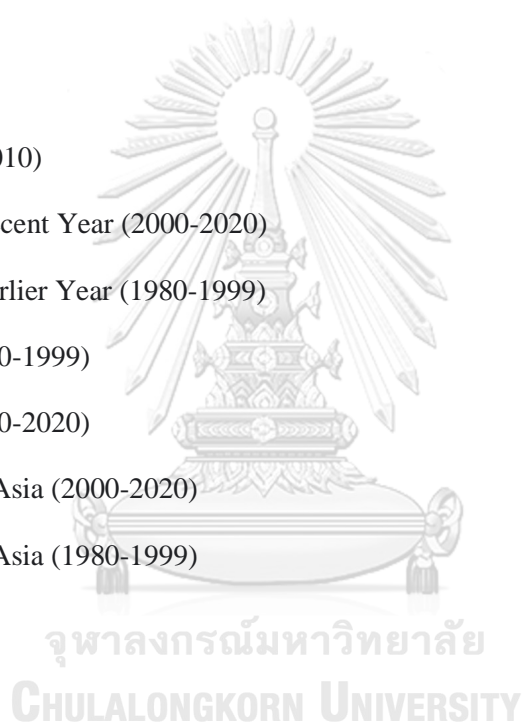 010)
cent Year (2000-2020)
rlier Year (1980-1999)
0-1999)
0-2020)
Asia (2000-2020)
Asia (1980-1999)
จุฬาลงกรณ์มหาวิทยาลัย
CHULALONGKORN UNIVERSITY